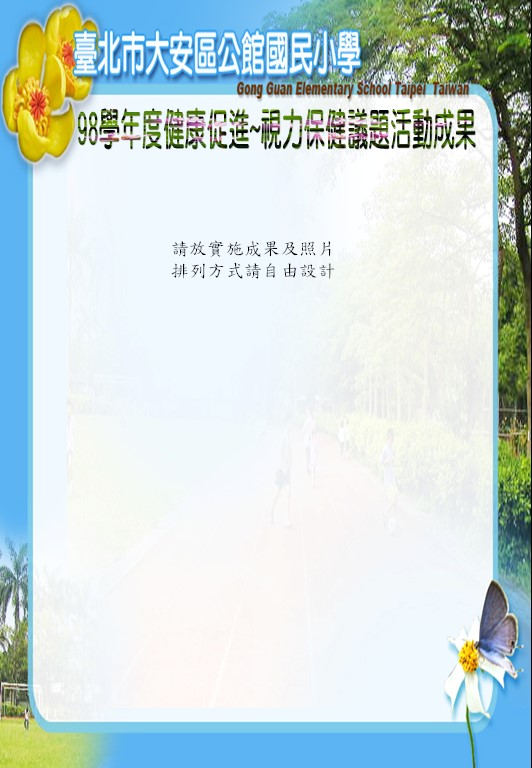 臺北市大安區公館國民小學
Gong Guan Elementary School Taipei Taiwan
98學年度健康促進~視力保健議題活動成果
請放實施成果及照片
排列方式請自由設計